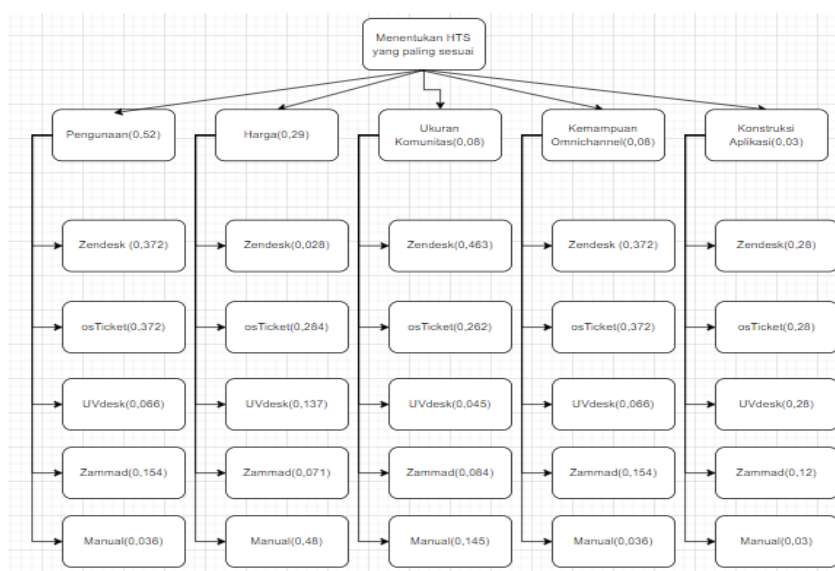 Menentukan HTS
yang paling sesuai
Pengunaan(0,52)
Harga(0,29)
Ukuran
Komunitas(0,08)
Kemampuan
Omnichannel(0,08)
Konstruksi
Aplikasi(0,03)
Zendesk (0,372)
Zendesk(0,028)
Zendesk(0,463)
Zendesk (0,372)
Zendesk(0,28)
osTicket(0,372)
osTicket(0,284)
osTicket(0,262)
osTicket(0,372)
osTicket(0,28)
UVdesk(0,066)
UVdesk(0,137)
UVdesk(0,045)
UVdesk(0,066)
UVdesk(0,28)
Zammad(0,154)
Zammad(0,071)
Zammad(0,084)
Zammad(0,154)
Zammad(0,12)
Manual(0,036)
Manual(0,48)
Manual(0,145)
Manual(0,036)
Manual(0,03)